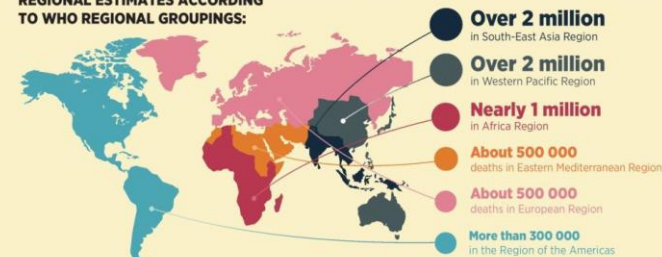 REGIONAL ESTIMATES ACCORDING
TO WHO REGIONAL GROUPINGS:
Over 2 million
in South-East Asia Region
Over 2 million
in Western Pacific Region
Nearly 1 million
in Africa Region
About 500 000
deaths in Eastern Mediterranean Region
About 500 000
deaths in European Region
More than 300 000
in the Region of the Americas